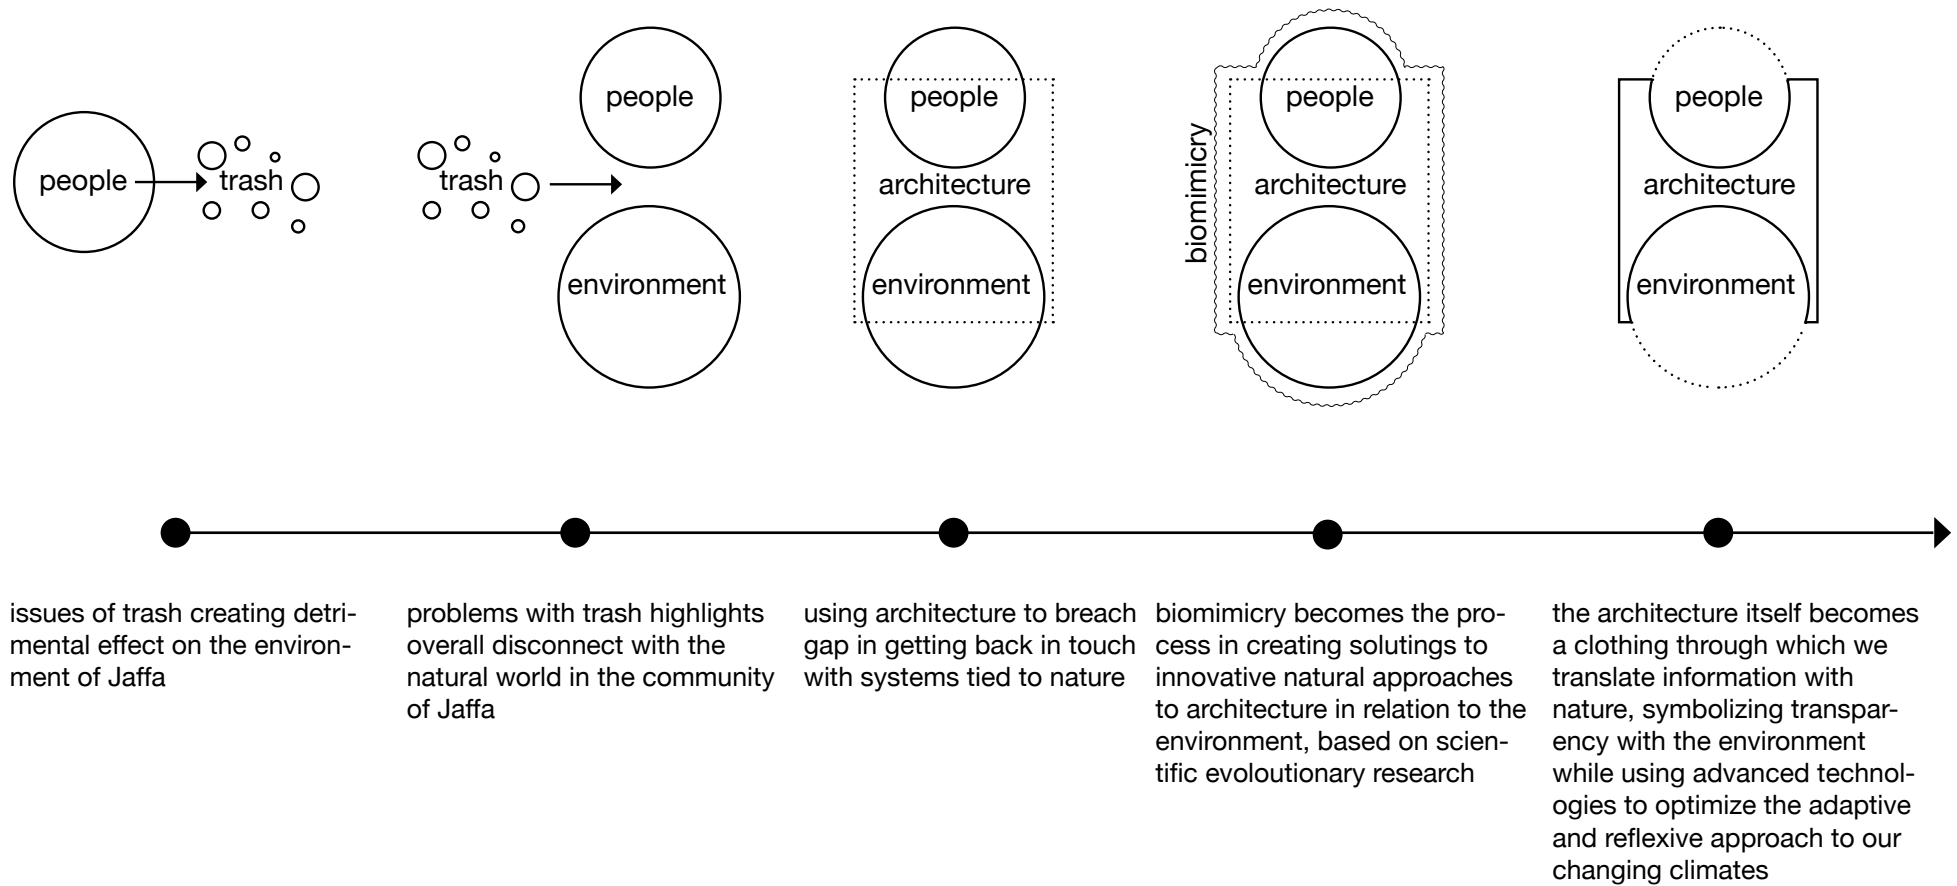 people
trash
trash
people
environment
people
architecture
environment
biomimicry
people
architecture
environment
people
architecture
environment
issues of trash creating detri-
mental effect on the environ-
ment of Jaffa
problems with trash highlights
overall disconnect with the
natural world in the community
of Jaffa
using architecture to breach
gap in getting back in touch
with systems tied to nature
biomimicry becomes the pro-
cess in creating solutings to
innovative natural approaches
to architecture in relation to the
environment, based on scien-
tific evoloutionary research
the architecture itself becomes
a clothing through which we
translate information with
nature, symbolizing transpar-
ency with the environment
while using advanced technol-
ogies to optimize the adaptive
and reflexive approach to our
changing climates